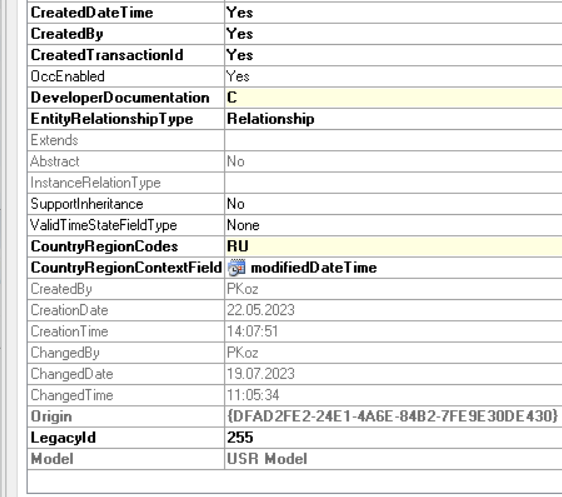 CreatedDateTime Yes
CreatedBy Yes
CreatedTransactionId Yes
OccEnabled Yes
DeveloperDocumentation C
EntityRelationshipType Relationship
Extends
Abstract No
InstanceRelationType
SupportInheritance No
ValidTimeStateFieldType None
CountryRegionCodes RU
CountryRegionContextField modifiedDateTime
CreatedBy PKoz
CreationDate 22.05.2023
CreationTime 14:07:51
ChangedBy PKoz
ChangedDate 19.07.2023
ChangedTime 11:05:34
Origin {DFAD2FE2-24E1-4A6E-84B2-7FE9E30DE430}
LegacyId 255
Model USR Model